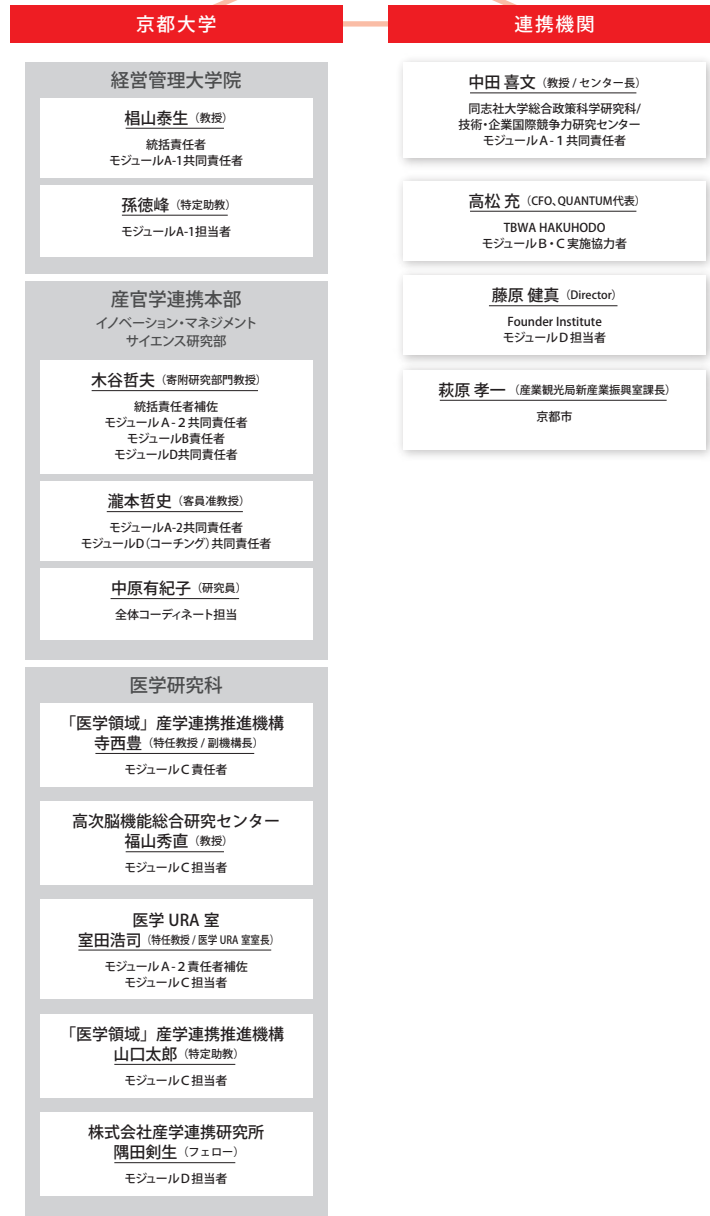 京都大学
経営管理大学院
椙山泰生（教授）
統括責任者
モジュールA-1共同責任者
孫徳峰（特定助教）
モジュールA-1担当者
産官学連携本部
イノベーション・マネジメント
サイエンス研究部
木谷哲夫（寄附研究部門教授）
統括責任者補佐
モジュールA-2共同責任者
モジュールB責任者
モジュールD共同責任者
瀧本哲史（客員准教授）
モジュールA-2共同責任者
モジュールD（コーチング）共同責任者
中原有紀子（研究員）
全体コーディネート担当
医学研究科
「医学領域」産学連携推進機構
寺西豊（特任教授 / 副機構長）
モジュールC責任者
高次脳機能総合研究センター
福山秀直（教授）
モジュールC担当者
医学 URA 室
室田浩司（特任教授 / 医学 URA 室室長）
モジュールA-2責任者補佐
モジュールC担当者
「医学領域」産学連携推進機構
山口太郎（特定助教）
モジュールC担当者
株式会社産学連携研究所
隅田剣生（フェロー）
モジュールD担当者
連携機関
中田 喜文（教授 / センター長）
同志社大学総合政策科学研究科/
技術・企業国際競争力研究センター
モジュールA-1共同責任者
高松 充（CFO、QUANTUM代表）
TBWA HAKUHODO
モジュールB・C実施協力者
藤原 健真（Director）
Founder Institute
モジュールD担当者
萩原 孝一（産業観光局新産業振興室課長）
京都市